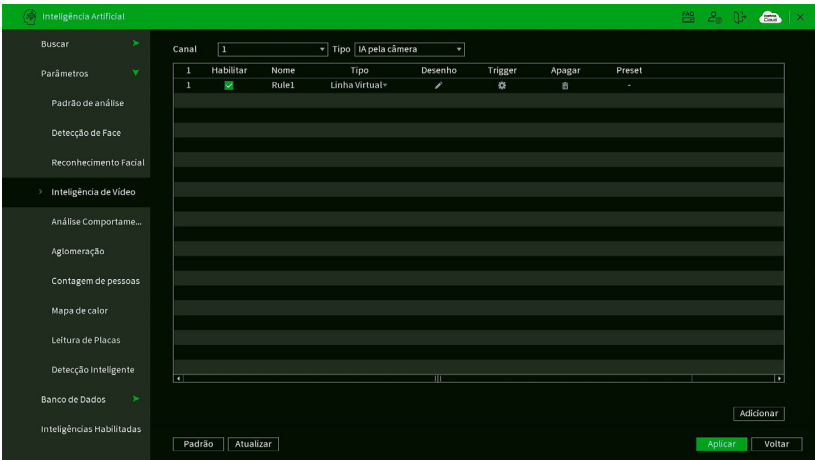 Inteligência Artificial
FAQ
Cloud
Buscar
Parâmetros
Padrão de análise
Detecção de Face
Reconhecimento Facial
Inteligência de Vídeo
Análise Comportame...
Aglomeração
Contagem de pessoas
Mapa de calor
Leitura de Placas
Detecção Inteligente
Banco de Dados
Inteligências Habilitadas
Canal 1 Tipo IA pela câmera
1 Habilitar Nome Tipo Desenho Trigger Apagar Preset
1 Rule1 Linha Virtual -
Adicionar
Padrão Atualizar Aplicar Voltar